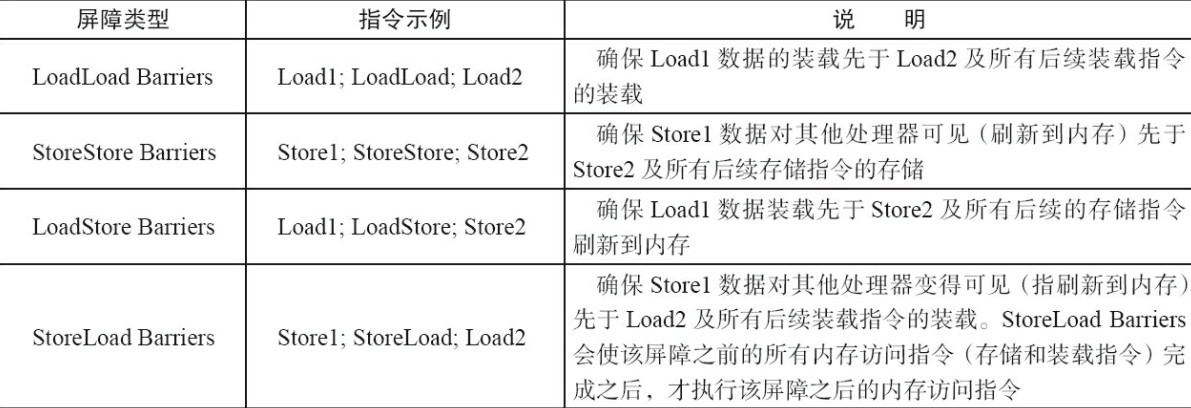 屏障类型 指令示例 说 明
LoadLoad Barriers Load1; LoadLoad; Load2 确保 Load1 数据的装载先于 Load2 及所有后续装载指令
的装载
StoreStore Barriers Store1; StoreStore; Store2 确保 Store1 数据对其他处理器可见（刷新到内存）先于
Store2 及所有后续存储指令的存储
LoadStore Barriers Load1; LoadStore; Store2 确保 Load1 数据装载先于 Store2 及所有后续的存储指令
刷新到内存
StoreLoad Barriers Store1; StoreLoad; Load2 确保 Store1 数据对其他处理器变得可见（指刷新到内存）
先于 Load2 及所有后续装载指令的装载。StoreLoad Barriers
会使该屏障之前的所有内存访问指令（存储和装载指令）完
成之后，才执行该屏障之后的内存访问指令